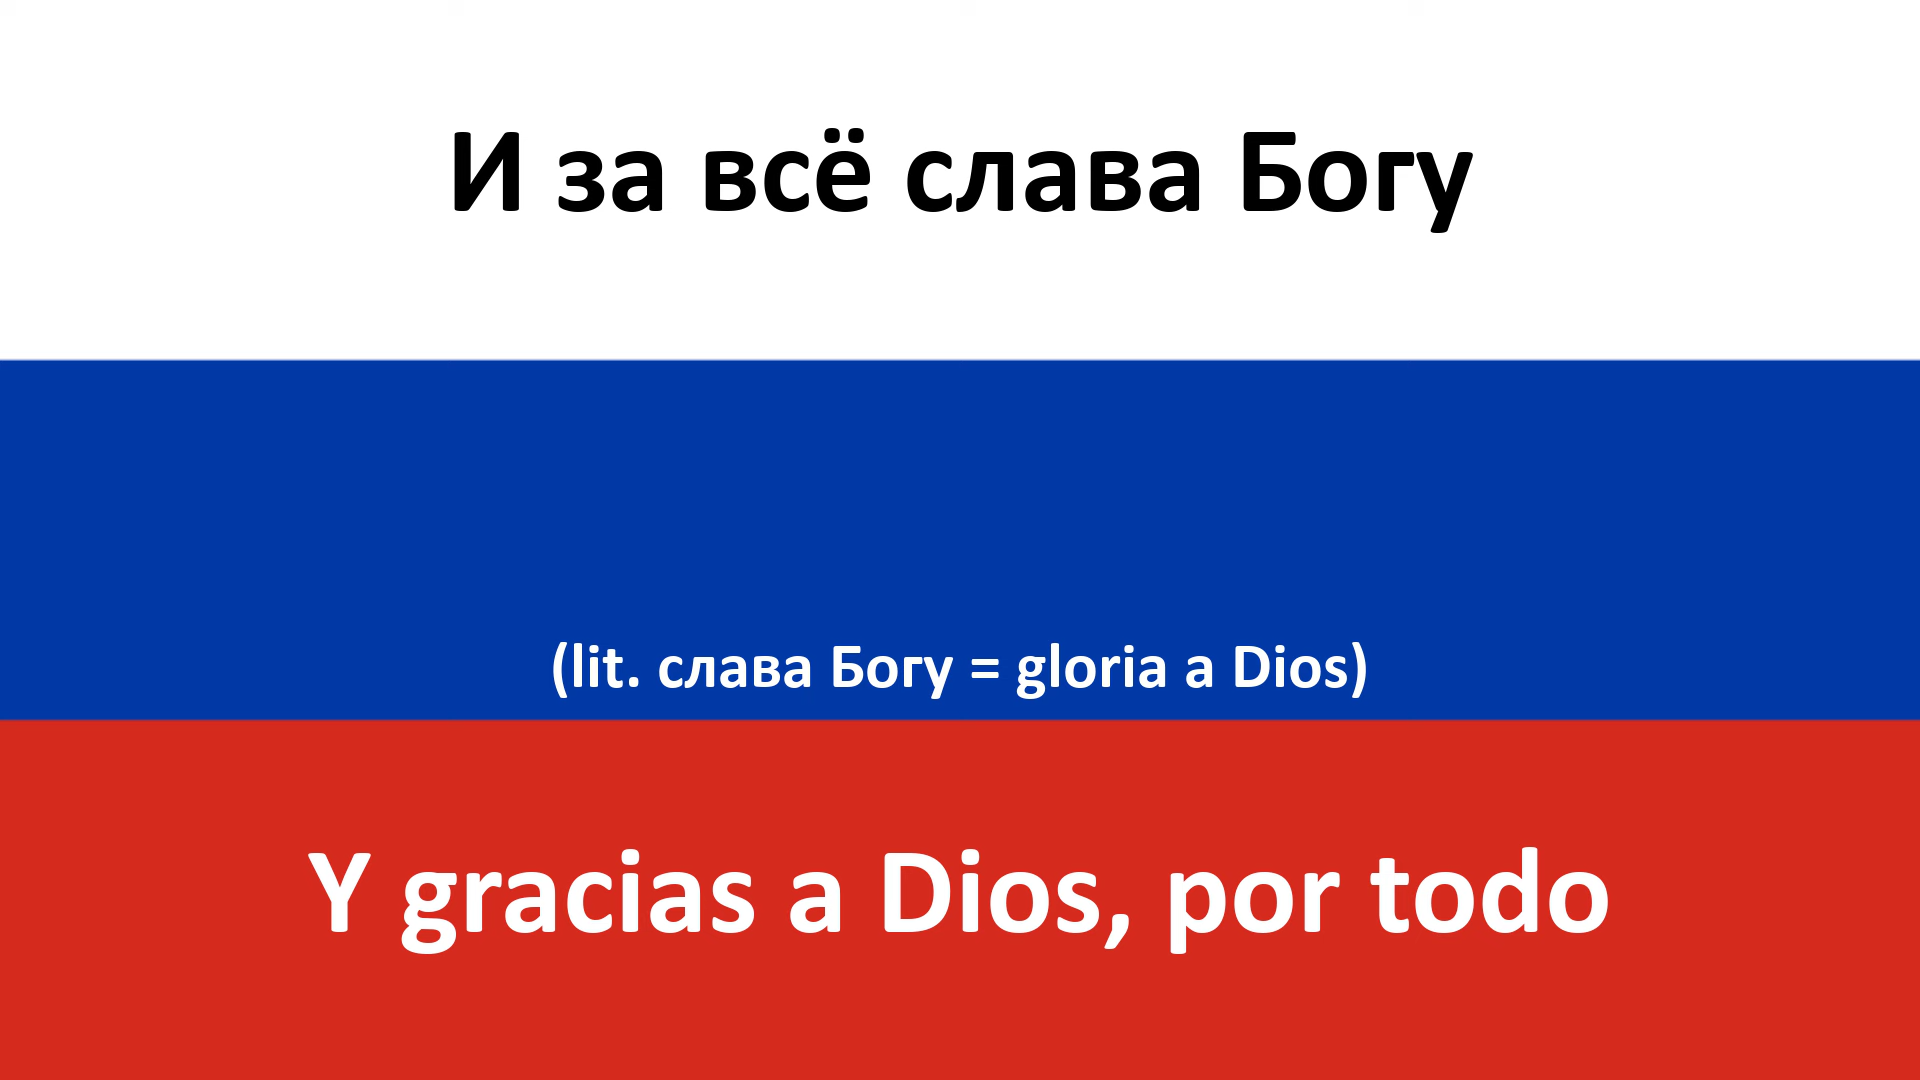 И за всё слава Богу
(lit. слава Богу = gloria a Dios)
Y gracias a Dios, por todo